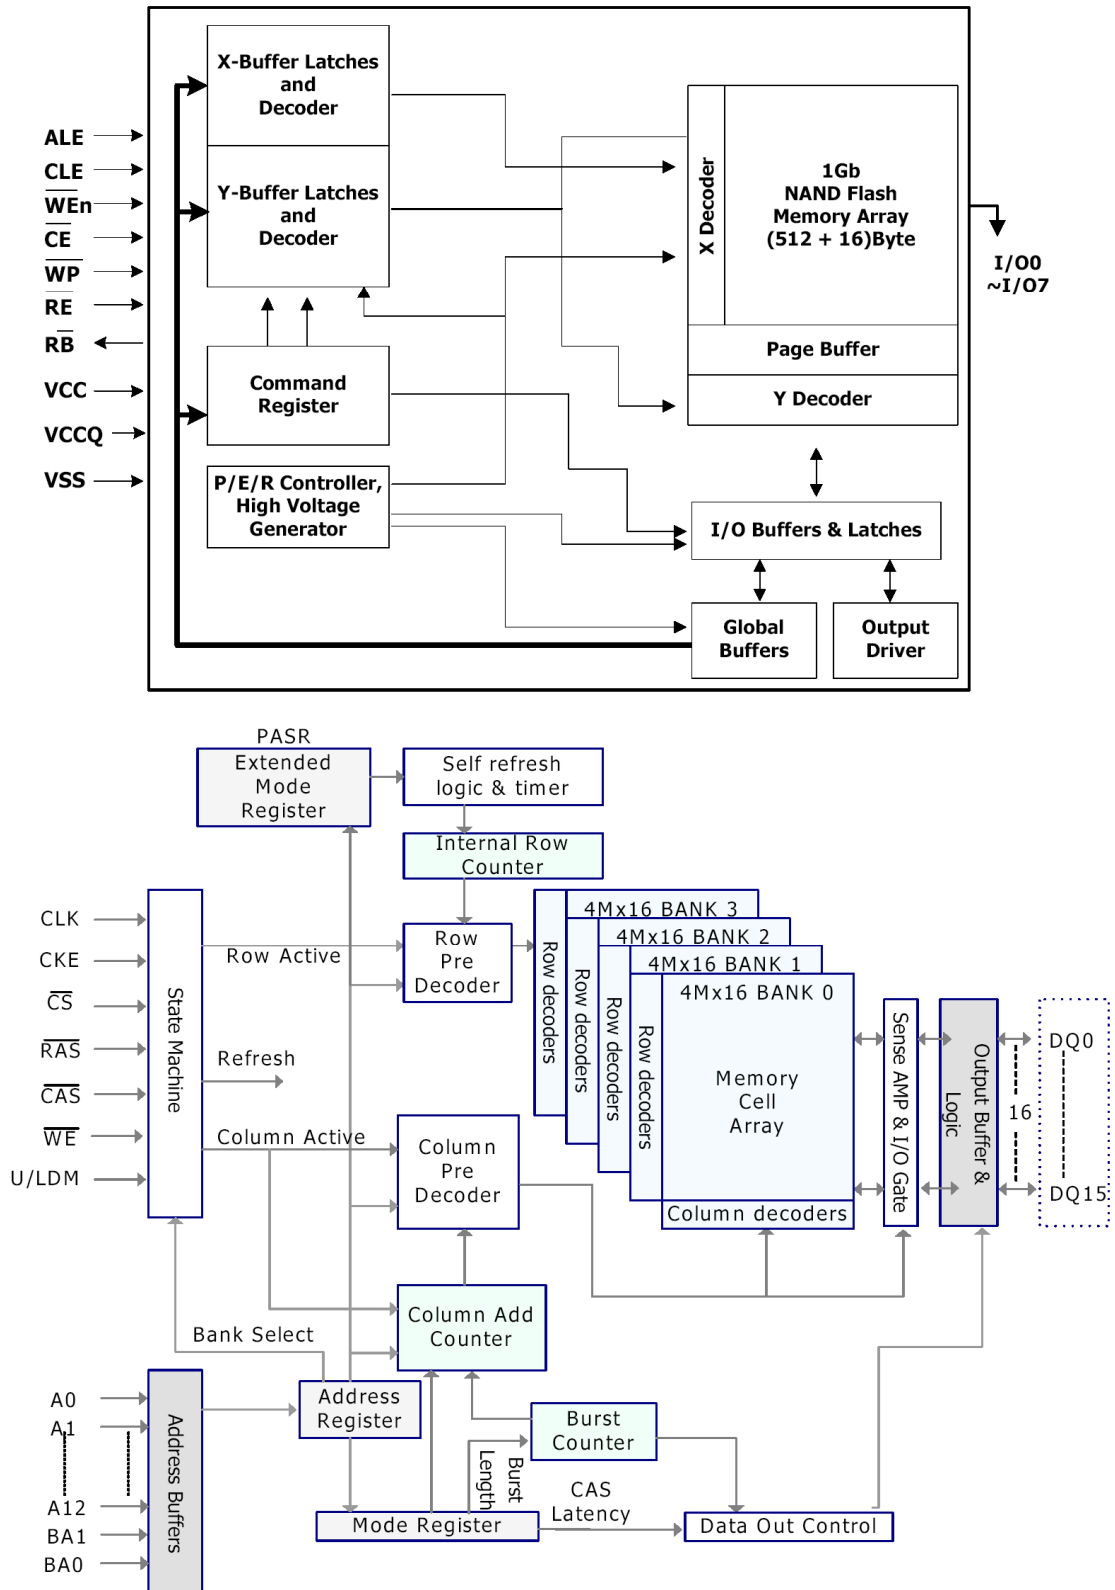 X-Buffer Latches
and
Decoder
Y-Buffer Latches
and
Decoder
ALE
CLE
WEn
CE
WP
RE
RB
VCC
VCCQ
VSS
Command
Register
P/E/R Controller,
High Voltage
Generator
X Decoder
1Gb
NAND Flash
Memory Array
(512 + 16)Byte
Page Buffer
Y Decoder
I/O0
~I/O7
I/O Buffers & Latches
Global
Buffers
Output
Driver
PASR
Extended
Mode
Register
Self refresh
logic & timer
Internal Row
Counter
CLK
CKE
CS
RAS
CAS
WE
U/LDM
State Machine
Row Active
Refresh
Column Active
Row
Pre
Decoder
Column
Pre
Decoder
Row decoders
Row decoders
Row decoders
Row decoders
4Mx16 BANK 3
4Mx16 BANK 2
4Mx16 BANK 1
4Mx16 BANK 0
Memory
Cell
Array
Column decoders
Sense AMP & I/O Gate
Output Buffer &
Logic
DQ0
16
DQ15
Column Add
Counter
Bank Select
A0
A1
A12
BA1
BA0
Address Buffers
Address
Register
Burst
Counter
Burst
Length
CAS
Latency
Mode Register
Data Out Control